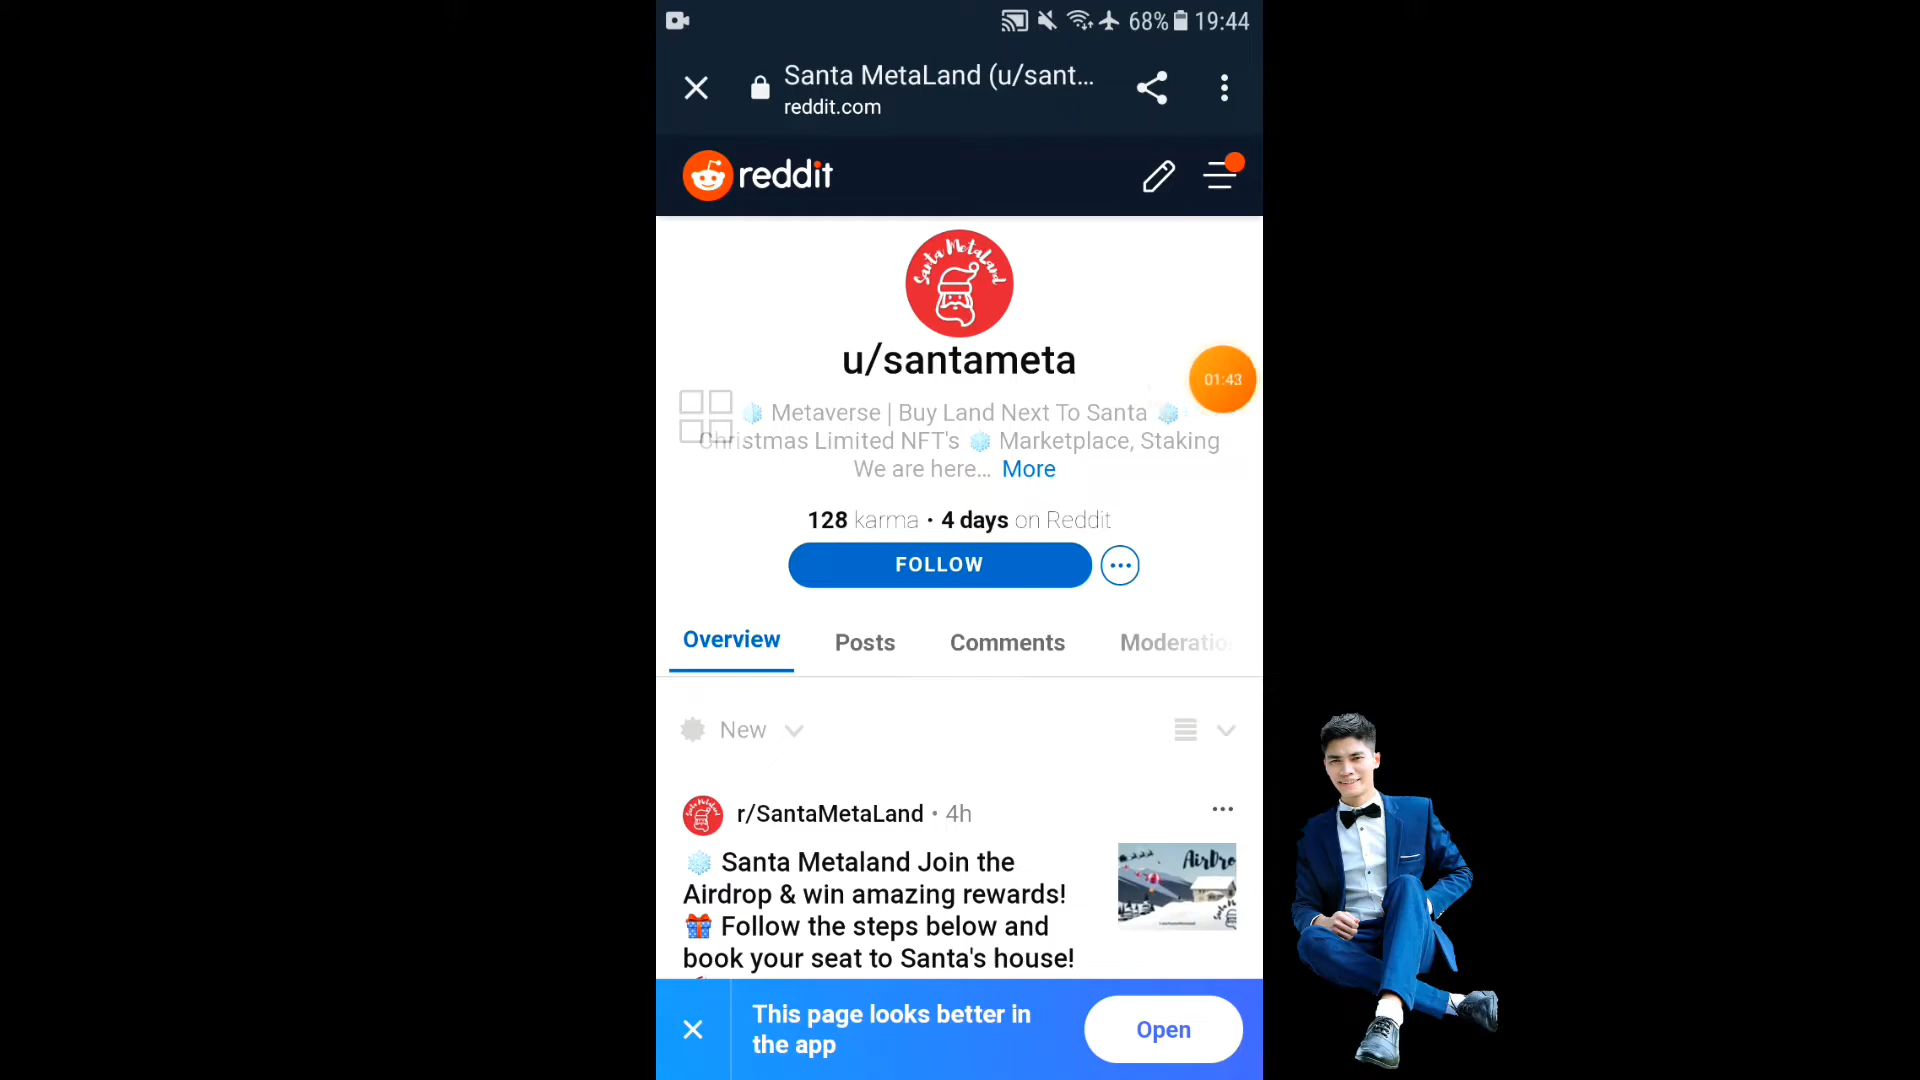 68% 19:44
Santa MetaLand (u/sant...
reddit.com
reddit
Santa MetaLand
u/santameta
01:43
❄️ Metaverse | Buy Land Next To Santa ❄️
Christmas Limited NFT's ❄️ Marketplace, Staking
We are here... More
128 karma • 4 days on Reddit
FOLLOW
Overview Posts Comments Moderatio
New
r/SantaMetaLand • 4h
❄️ Santa Metaland Join the
Airdrop & win amazing rewards!
🎁 Follow the steps below and
book your seat to Santa's house!
AirDro
This page looks better in
the app
Open